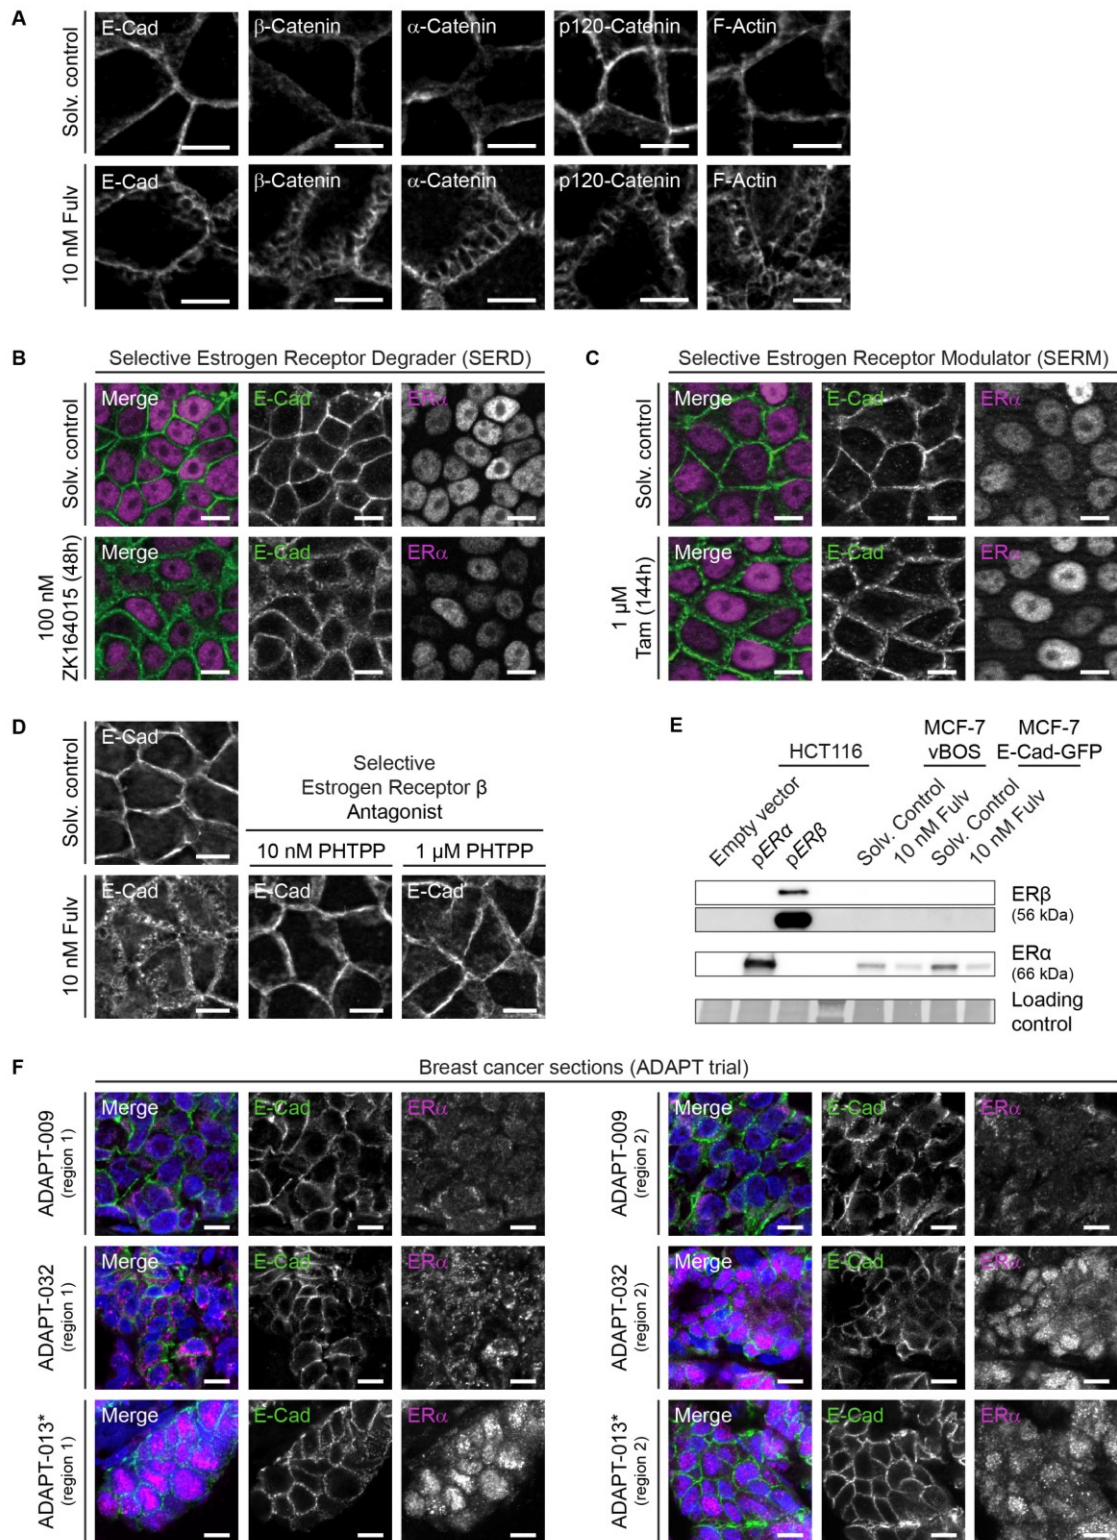 A
Solv. control
E-Cad
β-Catenin
α-Catenin
p120-Catenin
F-Actin
10 nM Fulv
E-Cad
β-Catenin
α-Catenin
p120-Catenin
F-Actin
B
Selective Estrogen Receptor Degrader (SERD)
Solv. control
Merge
E-Cad
ERα
100 nM
ZK164015 (48h)
Merge
E-Cad
ERα
C
Selective Estrogen Receptor Modulator (SERM)
Solv. control
Merge
E-Cad
ERα
1 µM
Tam (144h)
Merge
E-Cad
ERα
D
Solv. control
E-Cad
Selective
Estrogen Receptor β
Antagonist
10 nM PHTPP
1 µM PHTPP
10 nM Fulv
E-Cad
E-Cad
E-Cad
E
HCT116
MCF-7
vBOS
MCF-7
E-Cad-GFP
Empty vector
pERα
pERβ
Solv. Control
10 nM Fulv
Solv. Control
10 nM Fulv
ERβ
(56 kDa)
ERα
(66 kDa)
Loading
control
F
Breast cancer sections (ADAPT trial)
ADAPT-009
(region 1)
Merge
E-Cad
ERα
ADAPT-009
(region 2)
Merge
E-Cad
ERα
ADAPT-032
(region 1)
Merge
E-Cad
ERα
ADAPT-032
(region 2)
Merge
E-Cad
ERα
ADAPT-013*
(region 1)
Merge
E-Cad
ERα
ADAPT-013*
(region 2)
Merge
E-Cad
ERα